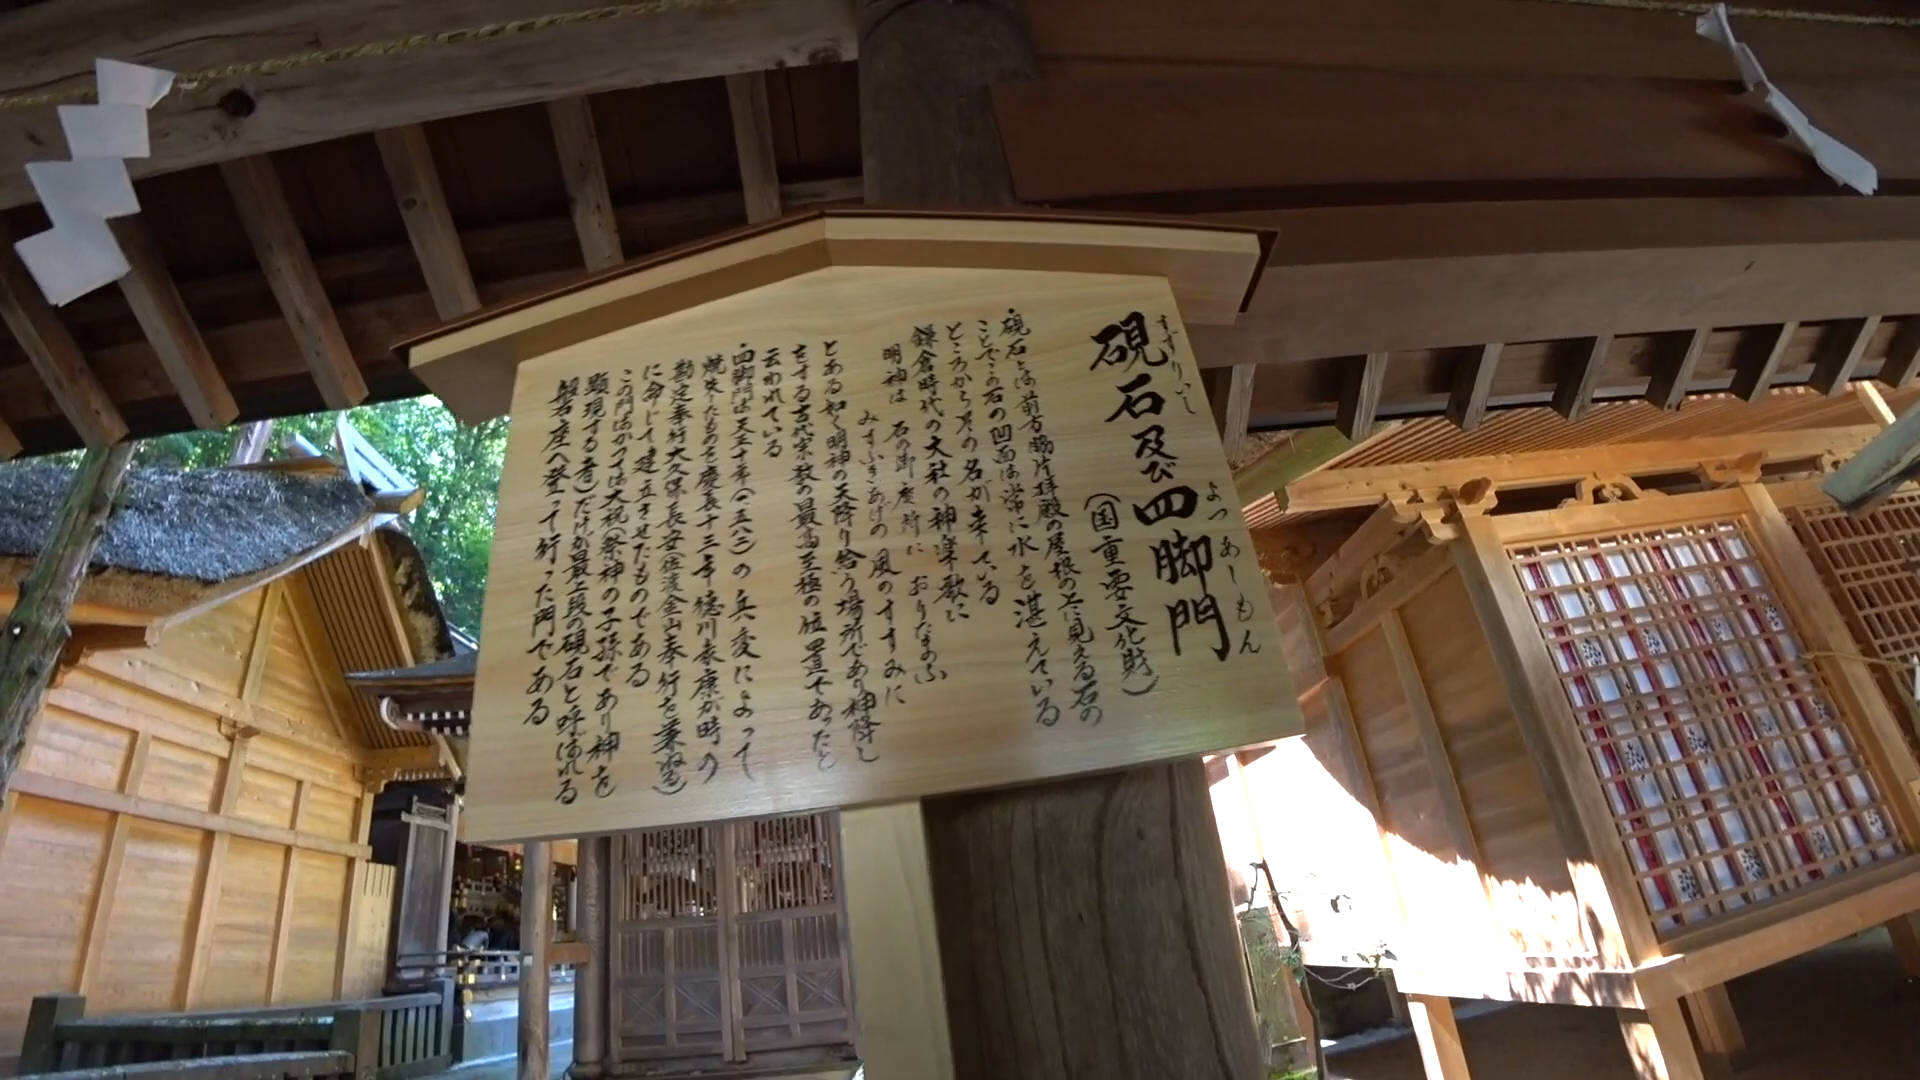 硯石及び四脚門
すずりいし
よつあしもん
(国重要文化財)
硯石とは前方脇片拝殿の屋根の上に見える石の
ことでこの石の凹面は常に水を湛えている
ところから其の名が来ている
鎌倉時代の大社の神楽歌に
明神は 石の御座所に おりたまふ
みすふきあげの 風のすすみに
とある如く明神の天降り給う場所であり神降し
をする古代宗教の最高至極の位置であったと
云われている
四脚門は天正十年(一五八二)の兵変によって
焼失したものを慶長十三年徳川家康が時の
勘定奉行大久保長安(佐渡金山奉行を兼ねる)
に命じて建立させたものである
この門はかつては大祝(祭神の子孫であり神を
顕現する者)だけが最上段の硯石と呼ばれる
磐石座へ登って行った門である